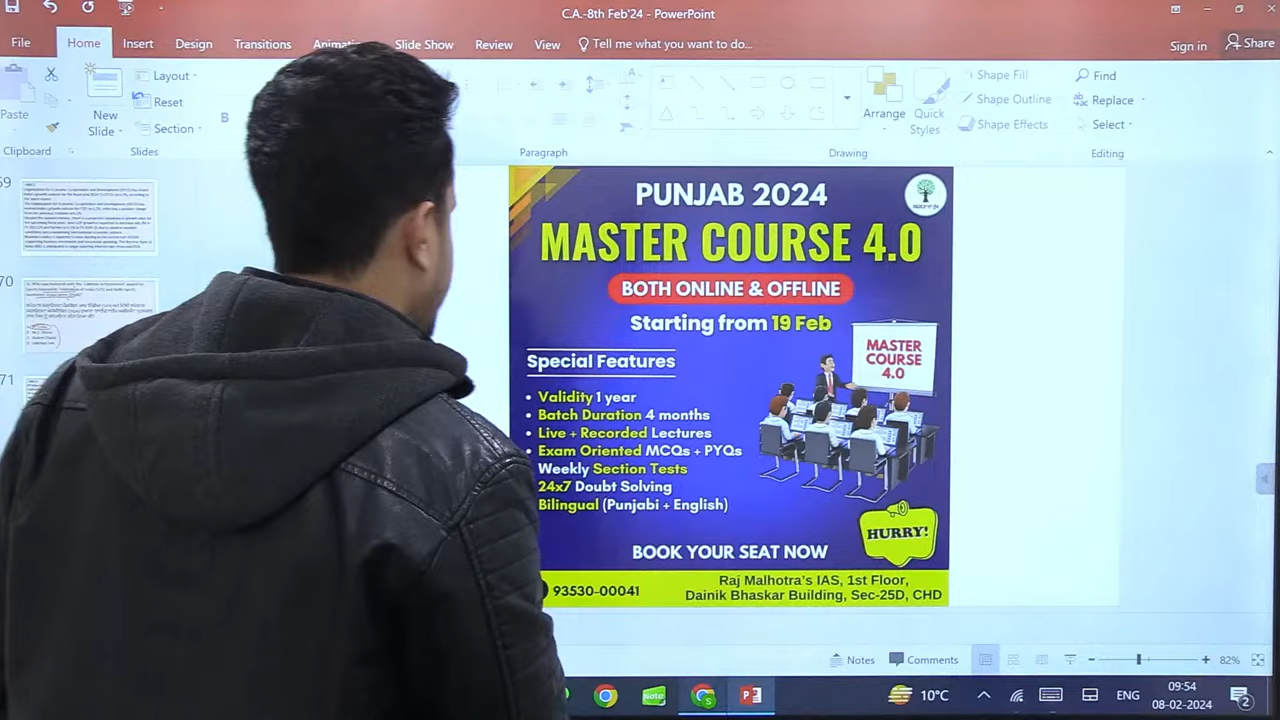 C.A.-8th Feb'24 - PowerPoint
File
Home
Insert
Design
Transitions
Slide Show
Review
View
Tell me what you want to do...
Sign in
Share
Paste
New
Slide
Layout
Reset
Section
B
Shape Fill
Shape Outline
Shape Effects
Arrange
Quick
Styles
Find
Replace
Select
Clipboard
Slides
Paragraph
Drawing
Editing
70
71
PUNJAB 2024
MASTER COURSE 4.0
BOTH ONLINE & OFFLINE
Starting from 19 Feb
MASTER
COURSE
4.0
Special Features
• Validity 1 year
• Batch Duration 4 months
• Live + Recorded Lectures
• Exam Oriented MCQs + PYQs
Weekly Section Tests
24x7 Doubt Solving
Bilingual (Punjabi + English)
HURRY!
BOOK YOUR SEAT NOW
93530-00041
Raj Malhotra's IAS, 1st Floor,
Dainik Bhaskar Building, Sec-25D, CHD
Notes
Comments
82%
Note
10°C
ENG
09:54
08-02-2024
2